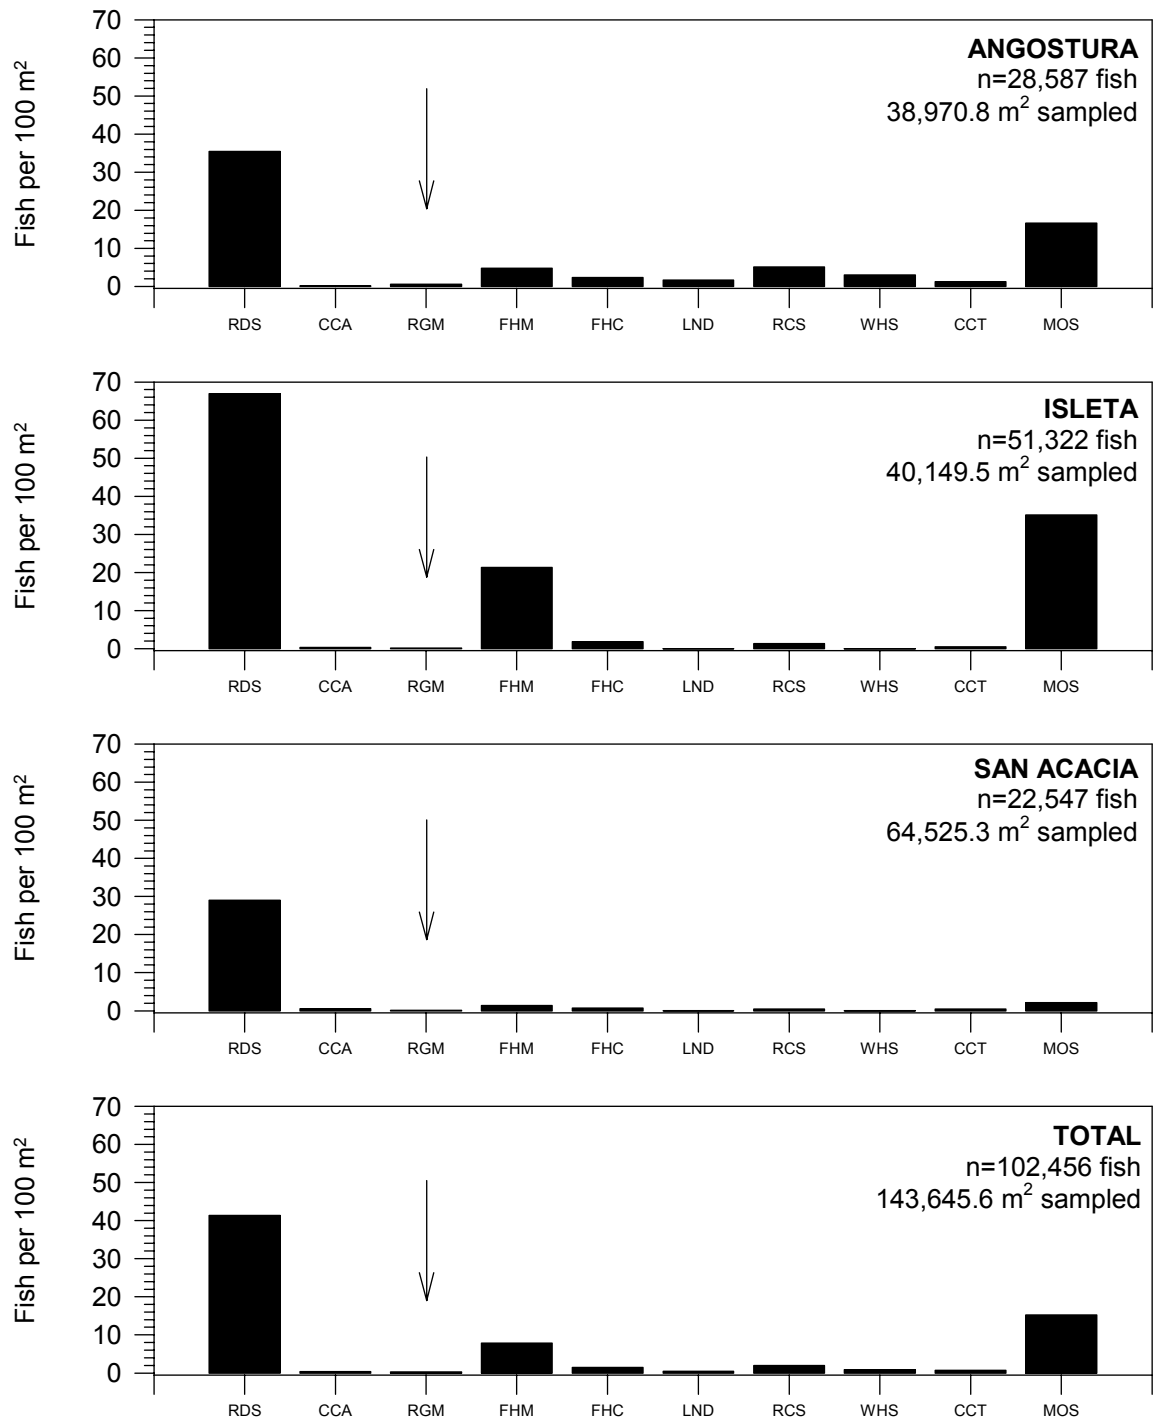 Fish per 100 m²
70
60
50
40
30
20
10
0
ANGOSTURA
n=28,587 fish
38,970.8 m² sampled
RDS CCA RGM FHM FHC LND RCS WHS CCT MOS
Fish per 100 m²
70
60
50
40
30
20
10
0
ISLETA
n=51,322 fish
40,149.5 m² sampled
RDS CCA RGM FHM FHC LND RCS WHS CCT MOS
Fish per 100 m²
70
60
50
40
30
20
10
0
SAN ACACIA
n=22,547 fish
64,525.3 m² sampled
RDS CCA RGM FHM FHC LND RCS WHS CCT MOS
Fish per 100 m²
70
60
50
40
30
20
10
0
TOTAL
n=102,456 fish
143,645.6 m² sampled
RDS CCA RGM FHM FHC LND RCS WHS CCT MOS